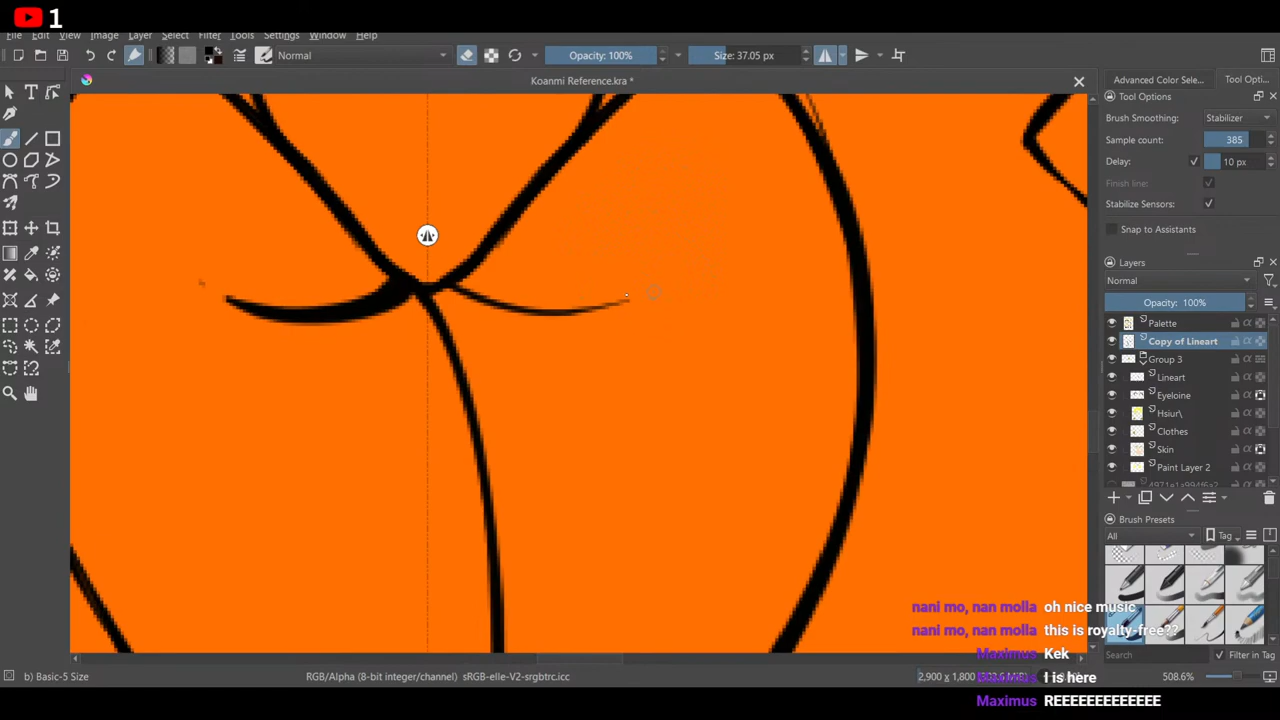 1
File Edit View Image Layer Select Filter Tools Settings Window Help
Normal Opacity: 100% Size: 37.05 px
Koanmi Reference.kra *
Advanced Color Sele... Tool Opti...
Tool Options
Brush Smoothing: Stabilizer
Sample count: 385
Delay: 10 px
Finish line:
Stabilize Sensors:
Snap to Assistants
Layers
Normal
Opacity: 100%
Palette
Copy of Lineart
Group 3
Lineart
Eyeloine
Hsiur\
Clothes
Skin
Paint Layer 2
Brush Presets
All Tag
nani mo, nan molla oh nice music
nani mo, nan molla this is royalty-free??
Maximus Kek
Maximus I is here
Maximus REEEEEEEEEEEEE
Search Filter in Tag
b) Basic-5 Size RGB/Alpha (8-bit integer/channel) sRGB-elle-V2-srgbtrc.icc 2,900 x 1,800 508.6%